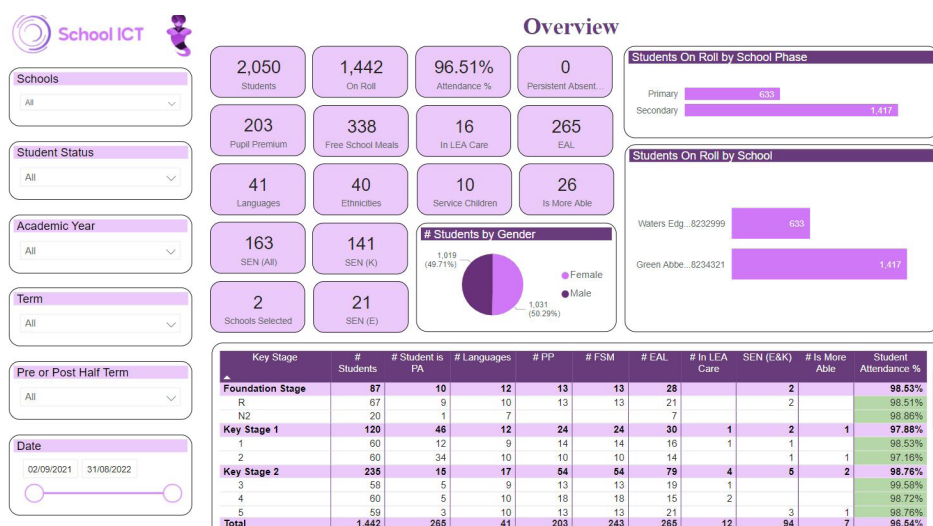 School ICT
Overview
Schools
All
Student Status
All
Academic Year
All
Term
All
Pre or Post Half Term
All
Date
02/09/2021 31/08/2022
2,050 1,442 96.51% 0
Students On Roll Attendance % Persistent Absent...
203 338 16 265
Pupil Premium Free School Meals In LEA Care EAL
41 40 10 26
Languages Ethnicities Service Children Is More Able
163 141
SEN (All) SEN (K)
2 21
Schools Selected SEN (E)
# Students by Gender
1,019
(49.71%)
Female
Male
1,031
(50.29%)
Students On Roll by School Phase
Primary 633
Secondary 1,417
Students On Roll by School
Waters Edg...8232999 633
Green Abbe...8234321 1,417
Key Stage # Students # Student is PA # Languages # PP # FSM # EAL # In LEA Care SEN (E&K) # Is More Able Student Attendance %
Foundation Stage 87 10 12 13 13 28 2 98.53%
R 67 9 10 13 13 21 2 98.51%
N2 20 1 7 7 98.86%
Key Stage 1 120 46 12 24 24 30 1 2 1 97.88%
1 60 12 9 14 14 16 1 1 98.53%
2 60 34 10 10 10 14 1 1 97.16%
Key Stage 2 235 15 17 54 54 79 4 5 2 98.76%
3 58 5 9 13 13 19 1 99.58%
4 60 5 10 18 18 15 2 98.72%
5 59 3 10 13 13 21 3 1 98.76%
Total 1,442 265 41 203 243 265 12 94 7 96.54%